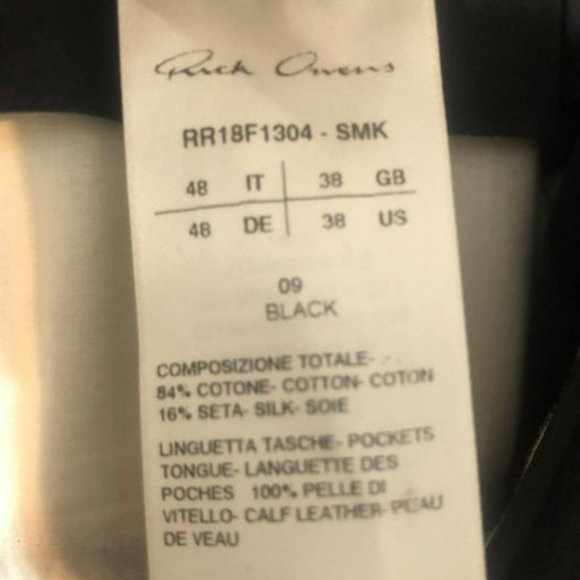 Rick Owens
RR18F1304 - SMK
48 IT 38 GB
48 DE 38 US
09
BLACK
COMPOSIZIONE TOTALE-
84% COTONE- COTTON- COTON
16% SETA- SILK- SOIE
LINGUETTA TASCHE- POCKETS
TONGUE- LANGUETTE DES
POCHES 100% PELLE DI
VITELLO- CALF LEATHER- PEAU
DE VEAU